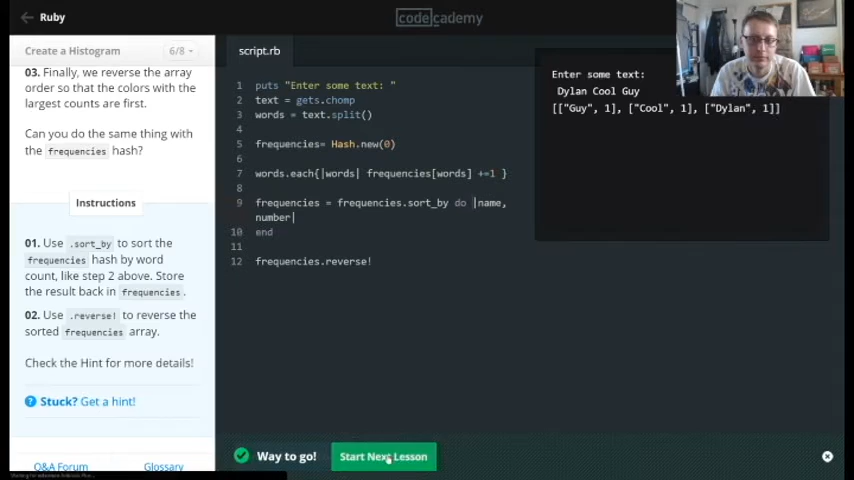 Ruby
codecademy
Create a Histogram
6/8
script.rb
03. Finally, we reverse the array
order so that the colors with the
largest counts are first.
Can you do the same thing with
the frequencies hash?
Instructions
01. Use .sort_by to sort the
frequencies hash by word
count, like step 2 above. Store
the result back in frequencies.
02. Use .reverse! to reverse the
sorted frequencies array.
Check the Hint for more details!
? Stuck? Get a hint!
Q&A Forum
Glossary
1 puts "Enter some text: "
2 text = gets.chomp
3 words = text.split()
4
5 frequencies= Hash.new(0)
6
7 words.each{|words| frequencies[words] +=1 }
8
9 frequencies = frequencies.sort_by do |name,
number|
10 end
11
12 frequencies.reverse!
Enter some text:
Dylan Cool Guy
[["Guy", 1], ["Cool", 1], ["Dylan", 1]]
Way to go!
Start Next Lesson